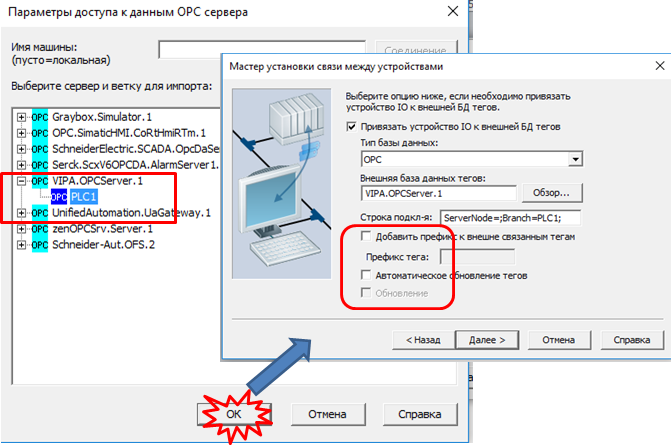 Параметры доступа к данным OPC сервера
Имя машины:
(пусто=локальная)
Соединение
Выберите сервер и ветку для импорта:
OPC Graybox.Simulator.1
OPC OPC.SimaticHMI.CoRtHmiRTm.1
OPC SchneiderElectric.SCADA.OpcDaSe
OPC Serck.ScxV6OPCDA.AlarmServer1.
OPC VIPA.OPCServer.1
OPC PLC1
OPC UnifiedAutomation.UaGateway.1
OPC zenOPCSrv.Server.1
OPC Schneider-Aut.OFS.2
OK
Отмена
Справка
Мастер установки связи между устройствами
Выберите опцию ниже, если необходимо привязать
устройство IO к внешней БД тегов.
Привязать устройство IO к внешней БД тегов
Тип базы данных:
OPC
Внешняя база данных тегов:
VIPA.OPCServer.1
Обзор...
Строка подкл-я: ServerNode=;Branch=PLC1;
Добавить префикс к внешне связанным тегам
Префикс тега:
Автоматическое обновление тегов
Обновление
< Назад
Далее >
Отмена
Справка